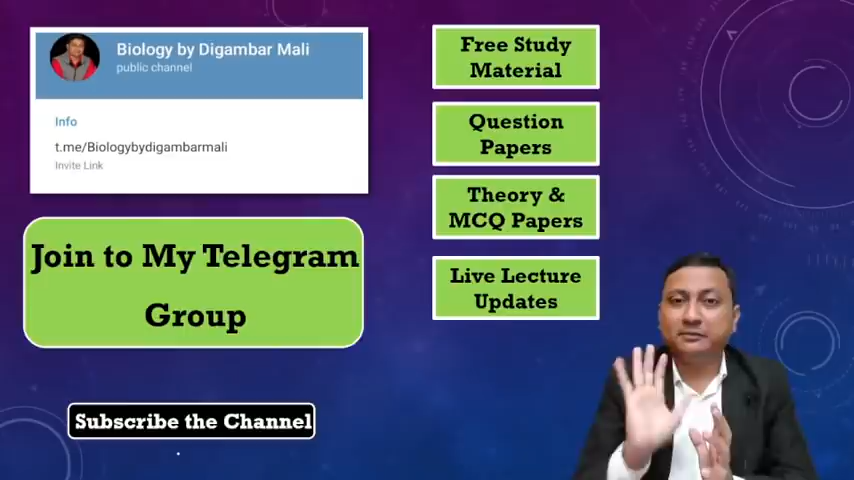 Biology by Digambar Mali
public channel
Info
t.me/Biologybydigambarmali
Invite Link
Join to My Telegram
Group
Subscribe the Channel
Free Study
Material
Question
Papers
Theory &
MCQ Papers
Live Lecture
Updates